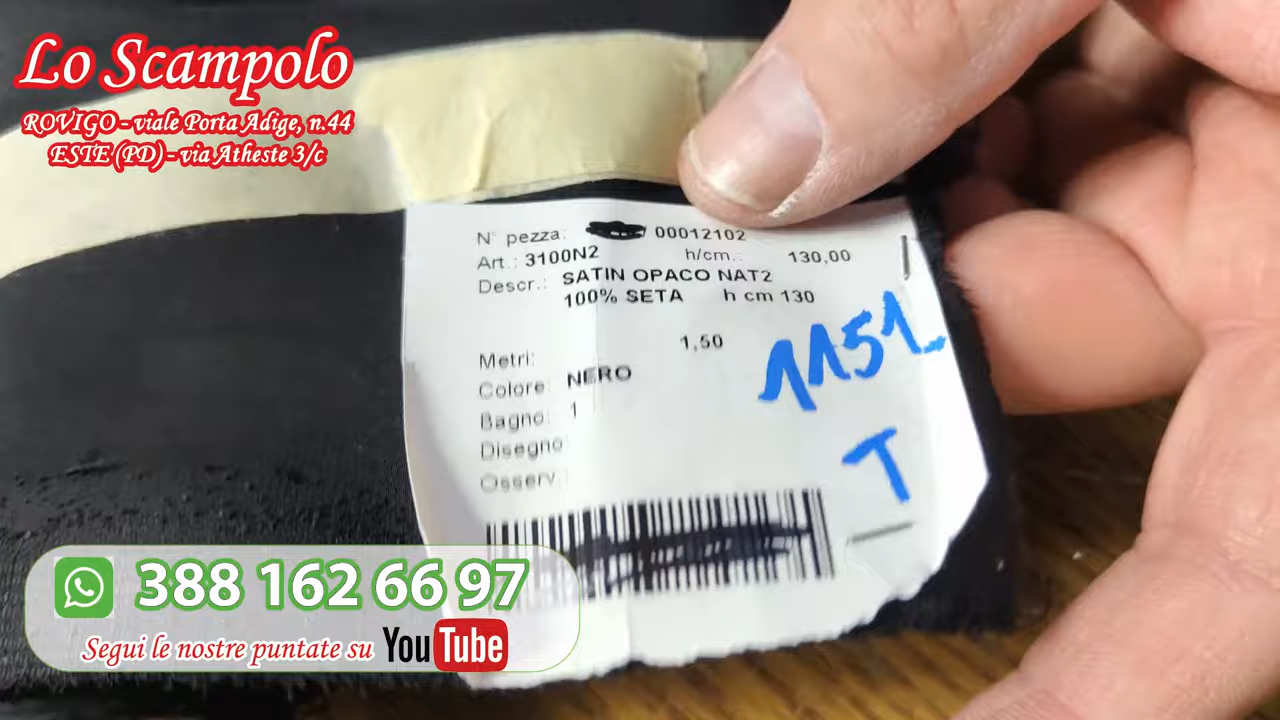 Lo Scampolo
ROVIGO - viale Porta Adige, n.44
ESTE (PD) - via Atheste 3/c
N° pezza: 00012102
Art.: 3100N2 h/cm.: 130,00
Descr.: SATIN OPACO NAT2
100% SETA h cm 130
Metri: 1,50
Colore: NERO
Bagno: 1
Disegno:
Osserv.:
1151
T
388 162 66 97
Segui le nostre puntate su YouTube